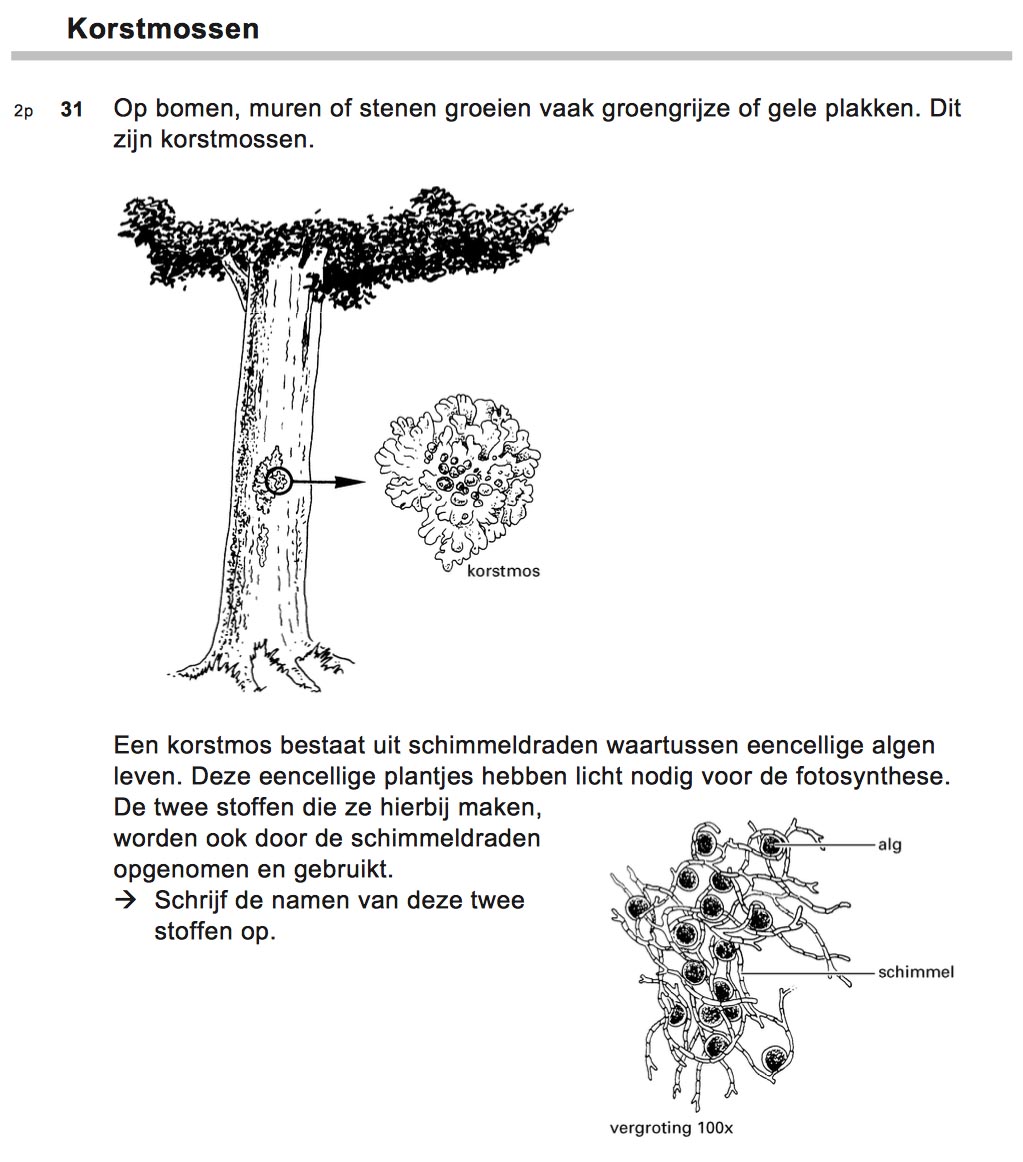 Korstmossen
2p 31 Op bomen, muren of stenen groeien vaak groengrijze of gele plakken. Dit
zijn korstmossen.
korstmos
Een korstmos bestaat uit schimmeldraden waartussen eencellige algen
leven. Deze eencellige plantjes hebben licht nodig voor de fotosynthese.
De twee stoffen die ze hierbij maken,
worden ook door de schimmeldraden
opgenomen en gebruikt.
→ Schrijf de namen van deze twee
stoffen op.
alg
schimmel
vergroting 100x